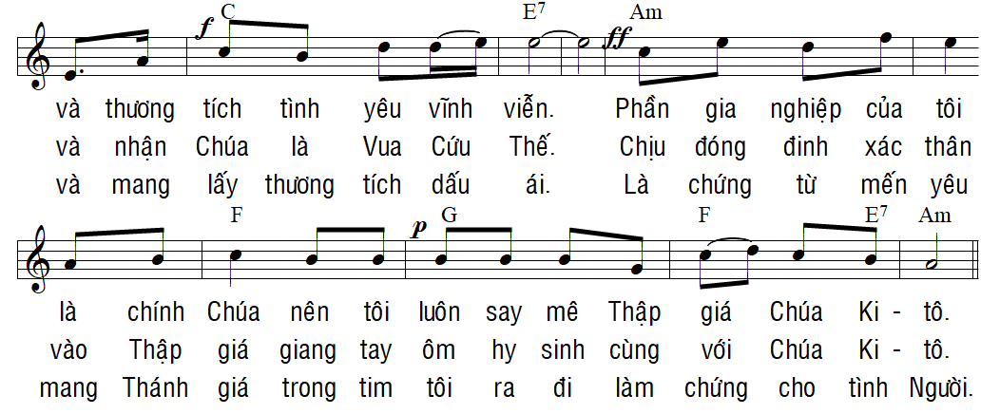 f C E7 ff Am
và thương tích tình yêu vĩnh viễn. Phần gia nghiệp của tôi
và nhận Chúa là Vua Cứu Thế. Chịu đóng đinh xác thân
và mang lấy thương tích dấu ái. Là chứng từ mến yêu
F p G F E7 Am
là chính Chúa nên tôi luôn say mê Thập giá Chúa Ki - tô.
vào Thập giá giang tay ôm hy sinh cùng với Chúa Ki - tô.
mang Thánh giá trong tim tôi ra đi làm chứng cho tình Người.